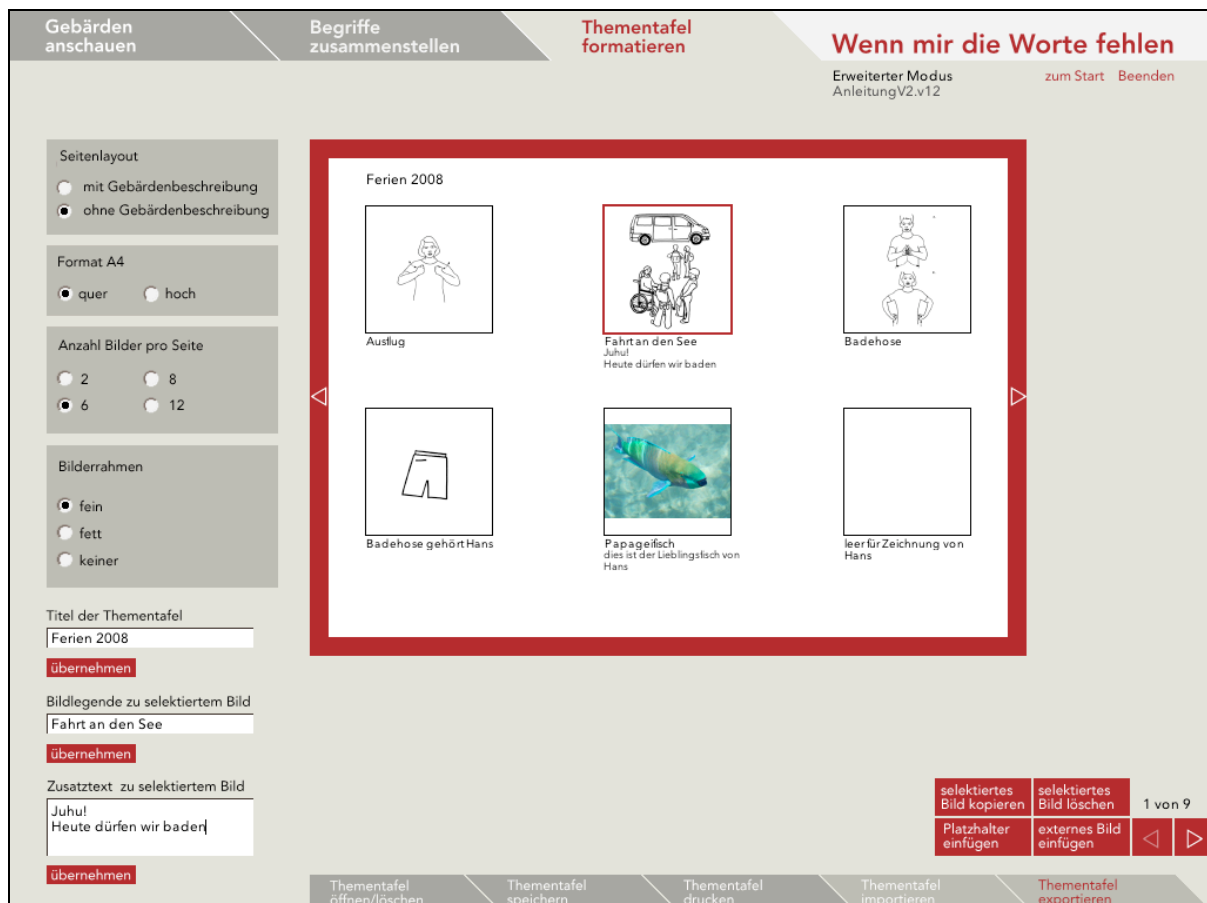 Gebärden
anschauen
Begriffe
zusammenstellen
Thementafel
formatieren
Wenn mir die Worte fehlen
Erweiterter Modus
AnleitungV2.v12
zum Start Beenden
Seitenlayout
mit Gebärdenbeschreibung
ohne Gebärdenbeschreibung
Format A4
quer hoch
Anzahl Bilder pro Seite
2 8
6 12
Bilderrahmen
fein
fett
keiner
Titel der Thementafel
Ferien 2008
übernehmen
Bildlegende zu selektiertem Bild
Fahrt an den See
übernehmen
Zusatztext zu selektiertem Bild
Juhu!
Heute dürfen wir baden
übernehmen
Ferien 2008
Ausflug
Fahrt an den See
Juhu!
Heute dürfen wir baden
Badehose
Badehose gehört Hans
Papageifisch
dies ist der Lieblingsfisch von
Hans
leer für Zeichnung von
Hans
selektiertes
Bild kopieren
selektiertes
Bild löschen
1 von 9
Platzhalter
einfügen
externes Bild
einfügen
Thementafel
öffnen/löschen
Thementafel
speichern
Thementafel
drucken
Thementafel
importieren
Thementafel
exportieren